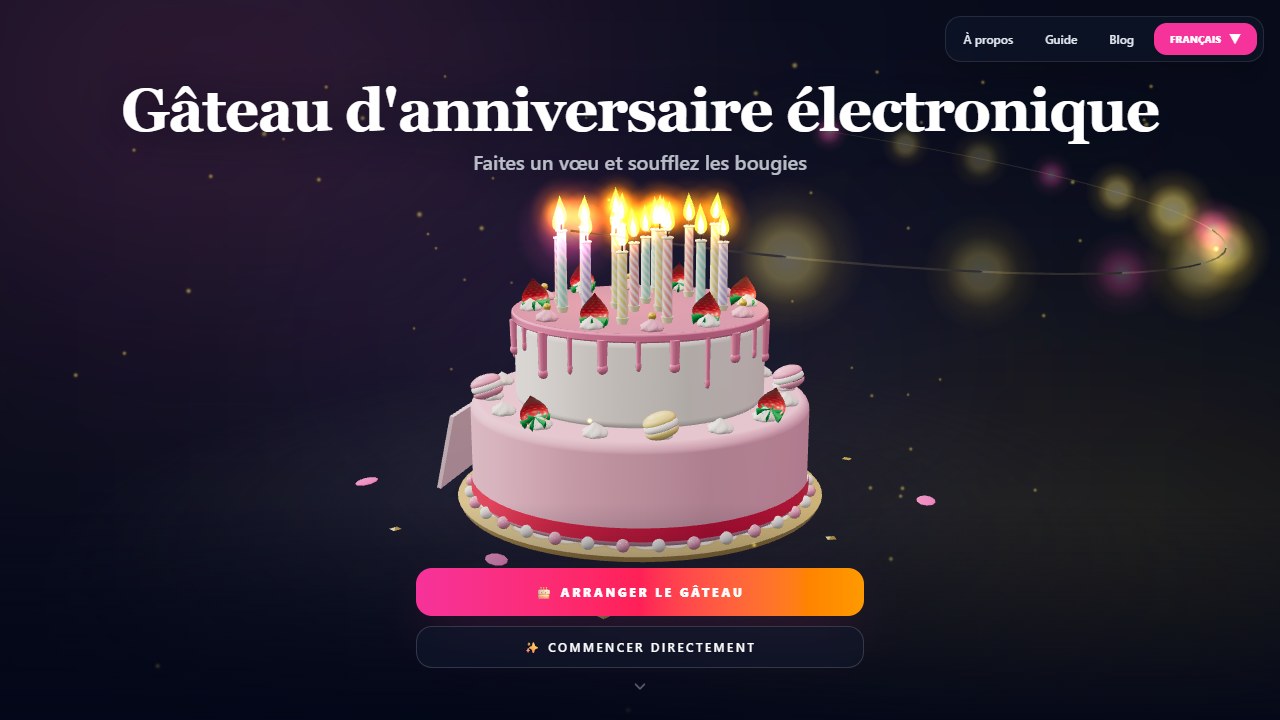 À propos
Guide
Blog
FRANÇAIS ▼
Gâteau d'anniversaire électronique
Faites un vœu et soufflez les bougies
🎂 ARRANGER LE GÂTEAU
✨ COMMENCER DIRECTEMENT